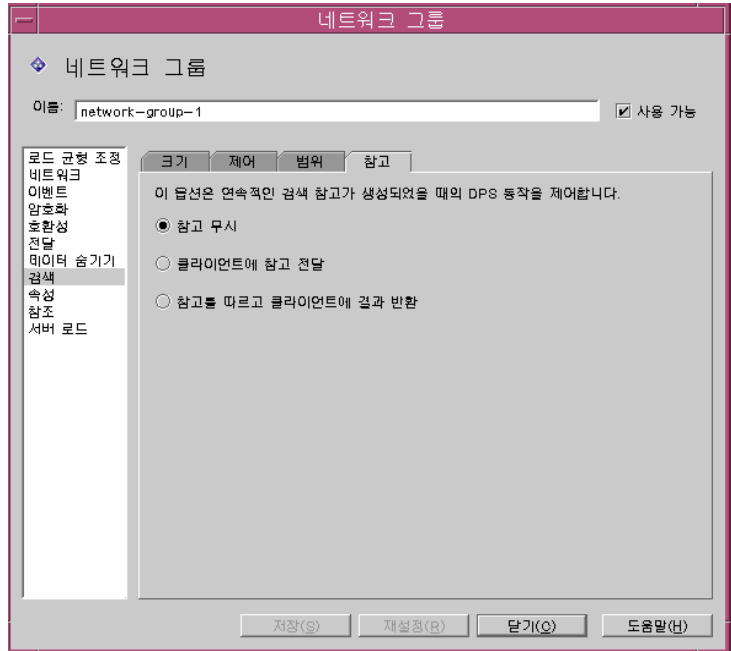 네트워크 그룹
네트워크 그룹
이름: network-group-1
사용 가능
로드 균형 조정
네트워크
이벤트
암호화
호환성
전달
데이터 숨기기
검색
속성
참조
서버 로드
크기 제어 범위 참고
이 옵션은 연속적인 검색 참고가 생성되었을 때의 DPS 동작을 제어합니다.
참고 무시
클라이언트에 참고 전달
참고를 따르고 클라이언트에 결과 반환
저장(S) 재설정(R) 닫기(C) 도움말(H)